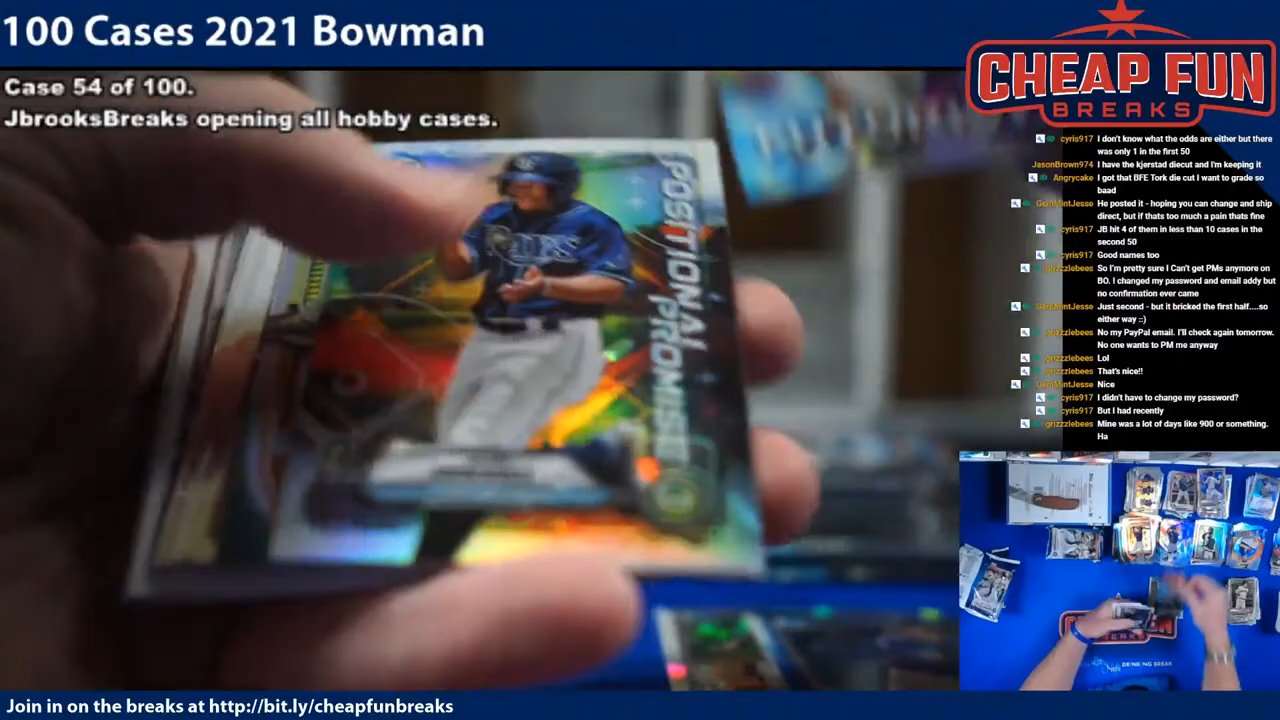 100 Cases 2021 Bowman
Case 54 of 100.
JbrooksBreaks opening all hobby cases.
CHEAP FUN
BREAKS
POSITIONAL
PROMISE
cyris917 I don't know what the odds are either but there
was only 1 in the first 50
JasonBrown974 I have the kjerstad diecut and I'm keeping it
Angrycake I got that BFE Tork die cut I want to grade so
baad
GemMintJesse He posted it - hoping you can change and ship
direct, but if thats too much a pain thats fine
cyris917 JB hit 4 of them in less than 10 cases in the
second 50
cyris917 Good names too
grizzzlebees So I'm pretty sure I Can't get PMs anymore on
BO. I changed my password and email addy but
no confirmation ever came
GemMintJesse Just second - but it bricked the first half....so
either way ::)
grizzzlebees No my PayPal email. I'll check again tomorrow.
No one wants to PM me anyway
grizzzlebees Lol
grizzzlebees That's nice!!
GemMintJesse Nice
cyris917 I didn't have to change my password?
cyris917 But I had recently
grizzzlebees Mine was a lot of days like 900 or something.
Ha
BREAKS
DRINKING BREAK
Join in on the breaks at http://bit.ly/cheapfunbreaks